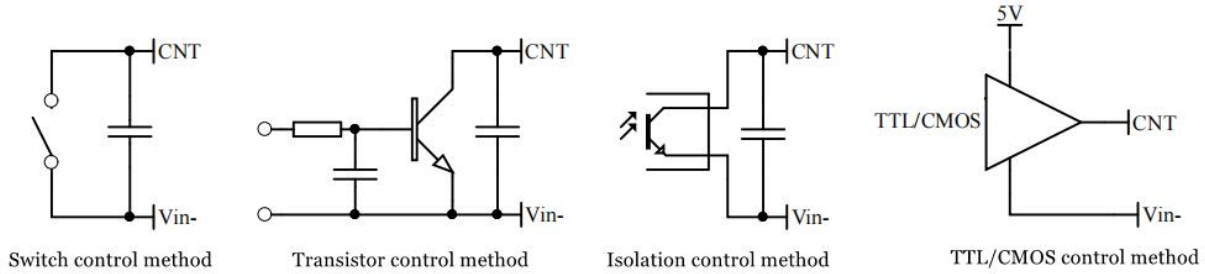 5V
CNT
CNT
CNT
TTL/CMOS
CNT
Vin-
Vin-
Vin-
Vin-
Switch control method
Transistor control method
Isolation control method
TTL/CMOS control method